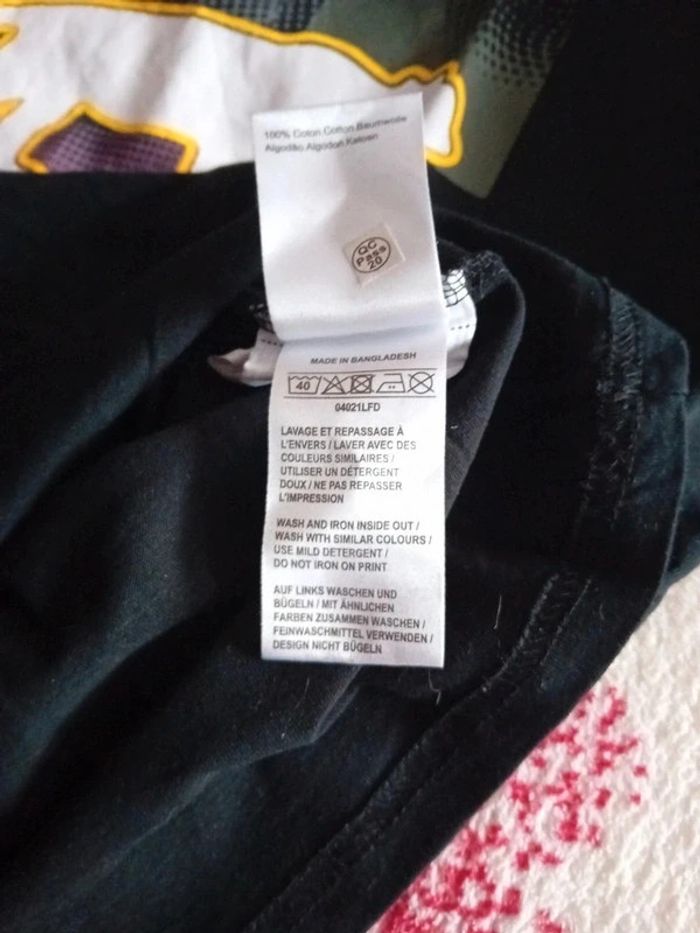 100% Coton Cotton Baumwolle
Algodão Algodon Katoen
QC
Pass
20
MADE IN BANGLADESH
40
04021LFD
LAVAGE ET REPASSAGE À
L'ENVERS / LAVER AVEC DES
COULEURS SIMILAIRES /
UTILISER UN DÉTERGENT
DOUX / NE PAS REPASSER
L'IMPRESSION
WASH AND IRON INSIDE OUT /
WASH WITH SIMILAR COLOURS /
USE MILD DETERGENT /
DO NOT IRON ON PRINT
AUF LINKS WASCHEN UND
BÜGELN / MIT ÄHNLICHEN
FARBEN ZUSAMMEN WASCHEN /
FEINWASCHMITTEL VERWENDEN /
DESIGN NICHT BÜGELN